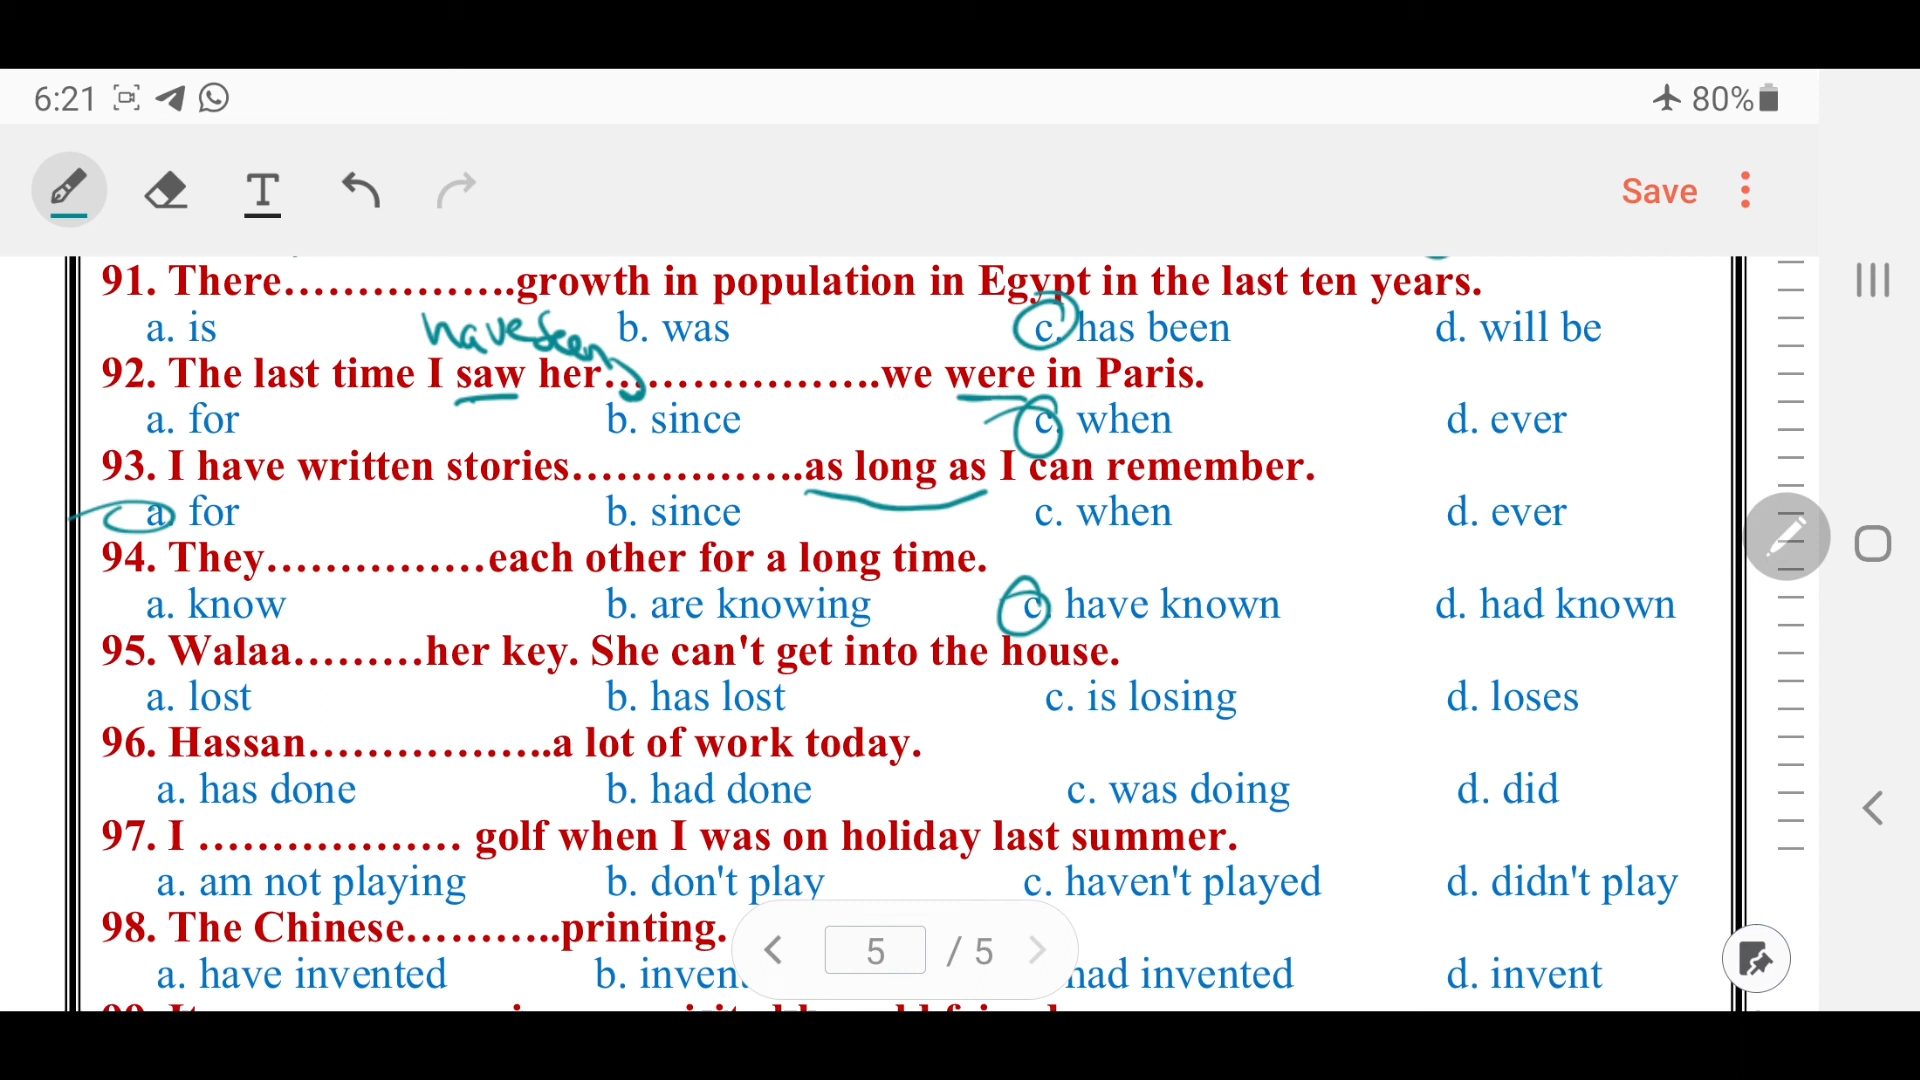 6:21
80%
T
Save
91. There…………….growth in population in Egypt in the last ten years.
a. is b. was c. has been d. will be
have seen
92. The last time I saw her……………….we were in Paris.
a. for b. since c. when d. ever
93. I have written stories…………….as long as I can remember.
a. for b. since c. when d. ever
94. They……………each other for a long time.
a. know b. are knowing c. have known d. had known
95. Walaa………her key. She can't get into the house.
a. lost b. has lost c. is losing d. loses
96. Hassan……………..a lot of work today.
a. has done b. had done c. was doing d. did
97. I ……………… golf when I was on holiday last summer.
a. am not playing b. don't play c. haven't played d. didn't play
98. The Chinese………..printing.
a. have invented b. had invented d. invent
5 / 5